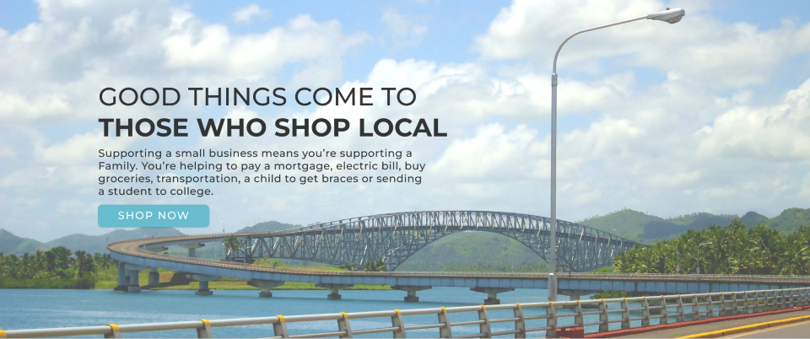 GOOD THINGS COME TO
THOSE WHO SHOP LOCAL
Supporting a small business means you're supporting a
Family. You're helping to pay a mortgage, electric bill, buy
groceries, transportation, a child to get braces or sending
a student to college.
SHOP NOW